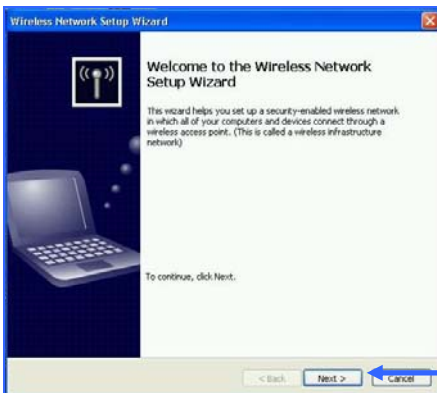 Wireless Network Setup Wizard
Welcome to the Wireless Network
Setup Wizard
This wizard helps you set up a security-enabled wireless network
in which all of your computers and devices connect through a
wireless access point. (This is called a wireless infrastructure
network)
To continue, click Next.
< Back Next > Cancel